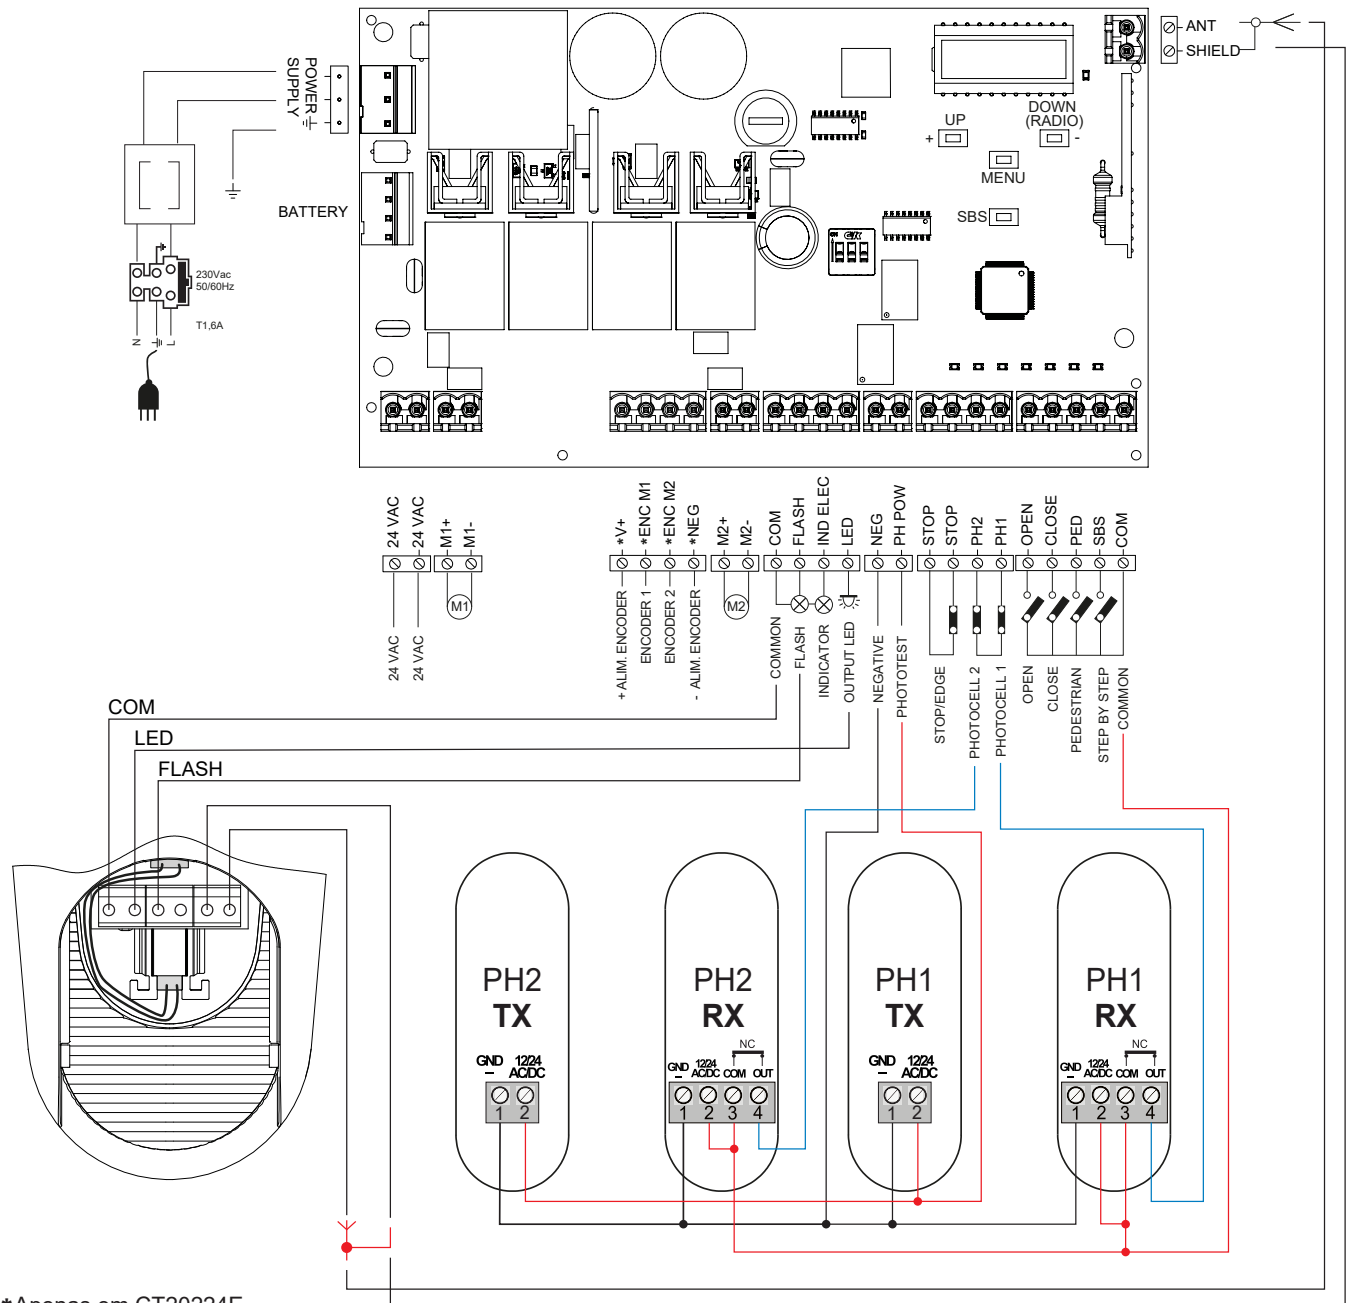 ANT
SHIELD
POWER
SUPPLY
BATTERY
UP
+
DOWN
(RADIO)
-
MENU
SBS
230Vac
50/60Hz
T1,6A
N
L
24 VAC
24 VAC
M1+
M1-
*V+
*ENC M1
*ENC M2
*NEG
M2+
M2-
COM
FLASH
IND ELEC
LED
NEG
PH POW
STOP
STOP
PH2
PH1
OPEN
CLOSE
PED
SBS
COM
M1
M2
24 VAC
24 VAC
+ ALIM. ENCODER
ENCODER 1
ENCODER 2
- ALIM. ENCODER
COMMON
FLASH
INDICATOR
OUTPUT LED
NEGATIVE
PHOTOTEST
STOP/EDGE
PHOTOCELL 2
PHOTOCELL 1
OPEN
CLOSE
PEDESTRIAN
STEP BY STEP
COMMON
COM
LED
FLASH
PH2
TX
GND
–
12/24
AC/DC
1 2
PH2
RX
NC
GND
–
12/24
AC/DC
COM
OUT
1 2 3 4
PH1
TX
GND
–
12/24
AC/DC
1 2
PH1
RX
NC
GND
–
12/24
AC/DC
COM
OUT
1 2 3 4
*Apenas em CT20224E